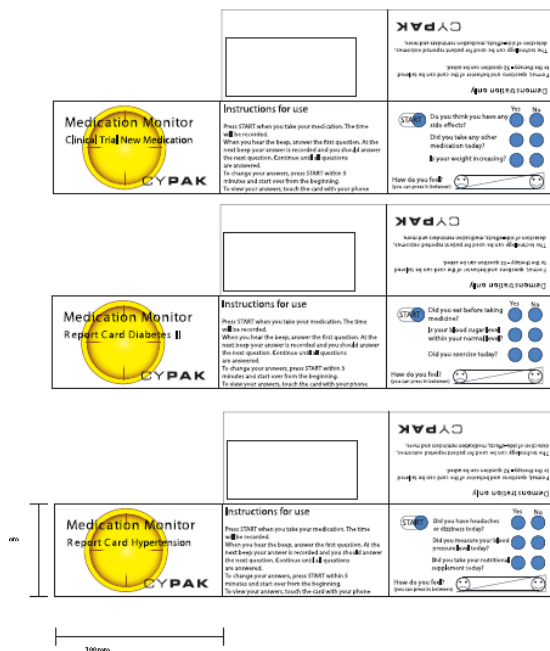 CYPAK
The technology can be used for patient reported outcomes,
detection of side-effects, medication reminders and more.
Format, questions and behavior of the card can be tailored
to the therapy - 32 question can be asked.
Demonstration only
Medication Monitor
Clinical Trial New Medication
CYPAK
Instructions for use
Press START when you take your medication. The time
will be recorded.
When you hear the beep, answer the first question. At the
next beep your answer is recorded and you should answer
the next question. Continue until all questions
are answered.
To change your answers, press START within 5
minutes and start over from the beginning.
To view your answers, touch the card with your phone
Yes No
START
Do you think you have any
side effects?
Did you take any other
medication today?
Is your weight increasing?
How do you feel?
(you can press in between)
CYPAK
The technology can be used for patient reported outcomes,
detection of side-effects, medication reminders and more.
Format, questions and behavior of the card can be tailored
to the therapy - 32 question can be asked.
Demonstration only
Medication Monitor
Report Card Diabetes II
CYPAK
Instructions for use
Press START when you take your medication. The time
will be recorded.
When you hear the beep, answer the first question. At the
next beep your answer is recorded and you should answer
the next question. Continue until all questions
are answered.
To change your answers, press START within 5
minutes and start over from the beginning.
To view your answers, touch the card with your phone
Yes No
START
Did you eat before taking
medicine?
Is your blood sugar level
within your normal level?
Did you exercise today?
How do you feel?
(you can press in between)
CYPAK
The technology can be used for patient reported outcomes,
detection of side-effects, medication reminders and more.
Format, questions and behavior of the card can be tailored
to the therapy - 32 question can be asked.
Demonstration only
Medication Monitor
Report Card Hypertension
CYPAK
Instructions for use
Press START when you take your medication. The time
will be recorded.
When you hear the beep, answer the first question. At the
next beep your answer is recorded and you should answer
the next question. Continue until all questions
are answered.
To change your answers, press START within 5
minutes and start over from the beginning.
To view your answers, touch the card with your phone
Yes No
START
Did you have headaches
or dizziness today?
Did you measure your blood
pressure level today?
Did you take your nutritional
supplement today?
How do you feel?
(you can press in between)